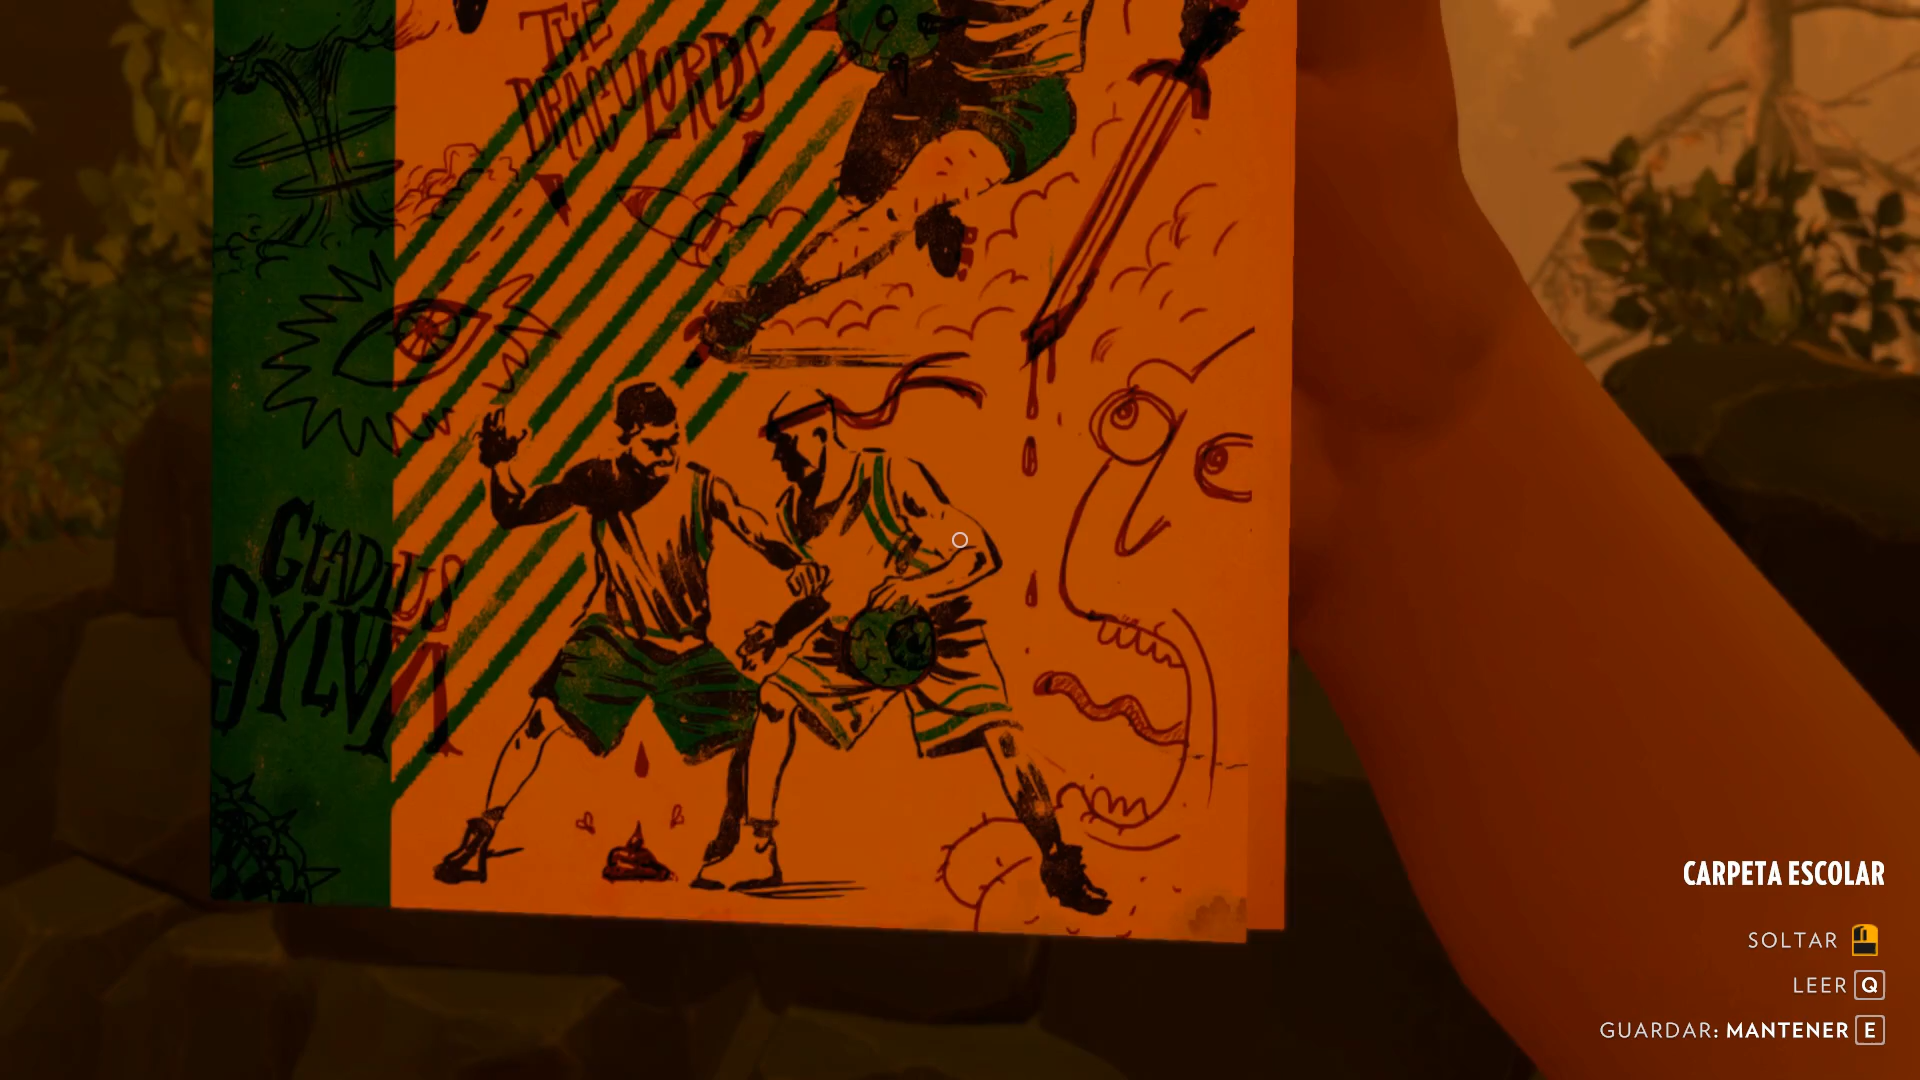 THE
DRACULORDS
GLADIUS
SYLVA
CARPETA ESCOLAR
SOLTAR
LEER Q
GUARDAR: MANTENER E